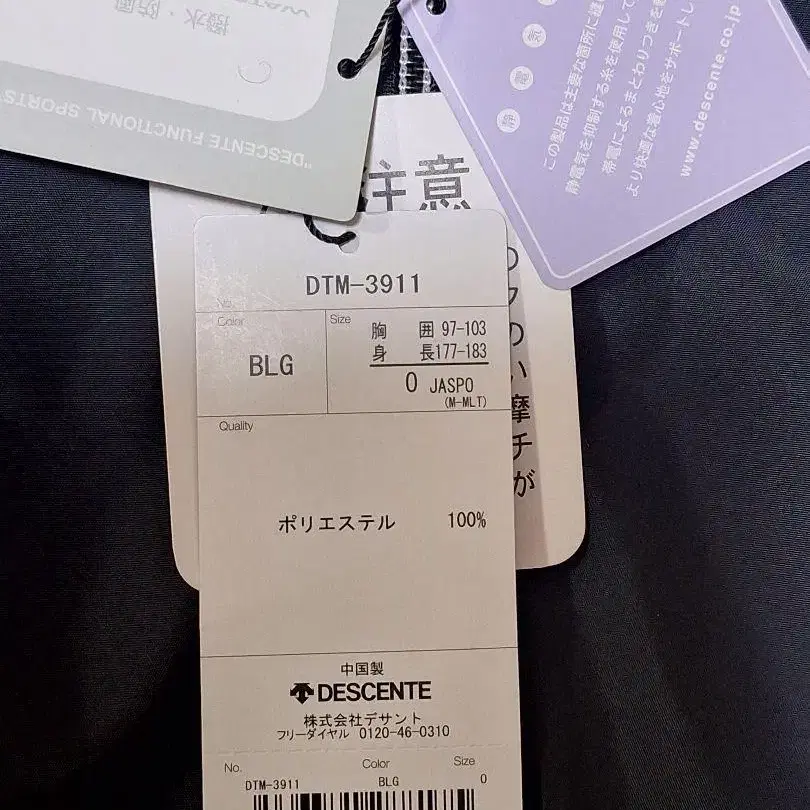 撥水・防風
"DESCENTE FUNCTIONAL SPORTS"
静電気
この製品は主要な箇所に
静電気を抑制する糸を使用して
帯電によるまとわりつきを
より快適な着心地をサポートし
www.descente.co.jp
注意
DTM-3911
No.
Color
BLG
Size
胸 囲 97-103
身 長177-183
0 JASPO
(M-MLT)
Quality
ポリエステル 100%
摩
チ
が
中国製
DESCENTE
株式会社デサント
フリーダイヤル 0120-46-0310
No. Color Size
DTM-3911 BLG 0